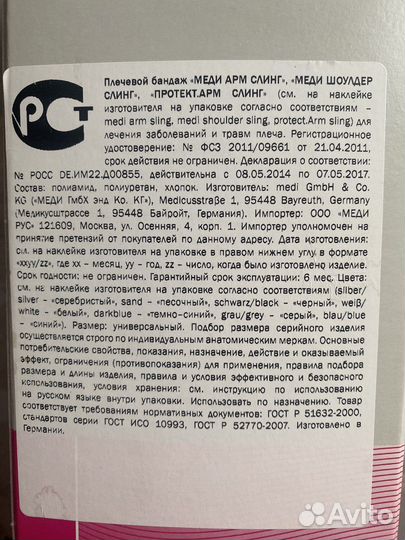 РСТ
Плечевой бандаж «МЕДИ АРМ СЛИНГ», «МЕДИ ШОУЛДЕР
СЛИНГ», «ПРОТЕКТ.АРМ СЛИНГ» (см. на наклейке
изготовителя на упаковке согласно соответствиям –
medi arm sling, medi shoulder sling, protect.Arm sling) для
лечения заболеваний и травм плеча. Регистрационное
удостоверение: № ФСЗ 2011/09661 от 21.04.2011,
срок действия не ограничен. Декларация о соответствии:
№ РОСС DE.ИМ22.Д00855, действительна с 08.05.2014 по 07.05.2017.
Состав: полиамид, полиуретан, хлопок. Изготовитель: medi GmbH & Co.
KG («МЕДИ ГмбХ энд Ко. КГ»), Medicusstraße 1, 95448 Bayreuth, Germany
(Медикусштрассе 1, 95448 Байройт, Германия). Импортер: ООО «МЕДИ
РУС» 121609, Москва, ул. Осенняя, 4, корп. 1. Импортер уполномочен на
принятие претензий от покупателей по данному адресу. Дата изготовления:
см. на наклейке изготовителя на упаковке в правом нижнем углу в формате
«xxyy/zz», где xx – месяц, yy - год, zz – число, когда было изготовлено изделие.
Срок годности: не ограничен. Гарантийный срок эксплуатации: 6 мес. Цвета: см.
на наклейке изготовителя на упаковке согласно соответствиям (silber/
silver - «серебристый», sand – «песочный», schwarz/black – «черный», weiß/
white - «белый», darkblue – «темно-синий», grau/grey - «серый», blau/blue
– «синий»). Размер: универсальный. Подбор размера серийного изделия
осуществляется строго по индивидуальным анатомическим меркам. Основные
потребительские свойства, показания, назначение, действие и оказываемый
эффект, ограничения (противопоказания) для применения, правила подбора
размера и длины изделия, правила и условия эффективного и безопасного
использования, условия хранения: см. инструкцию по использованию
на русском языке внутри упаковки. Использовать по назначению. Товар
соответствует требованиям нормативных документов: ГОСТ Р 51632-2000,
стандартов серии ГОСТ ИСО 10993, ГОСТ Р 52770-2007. Изготовлено в
Германии.
Avito